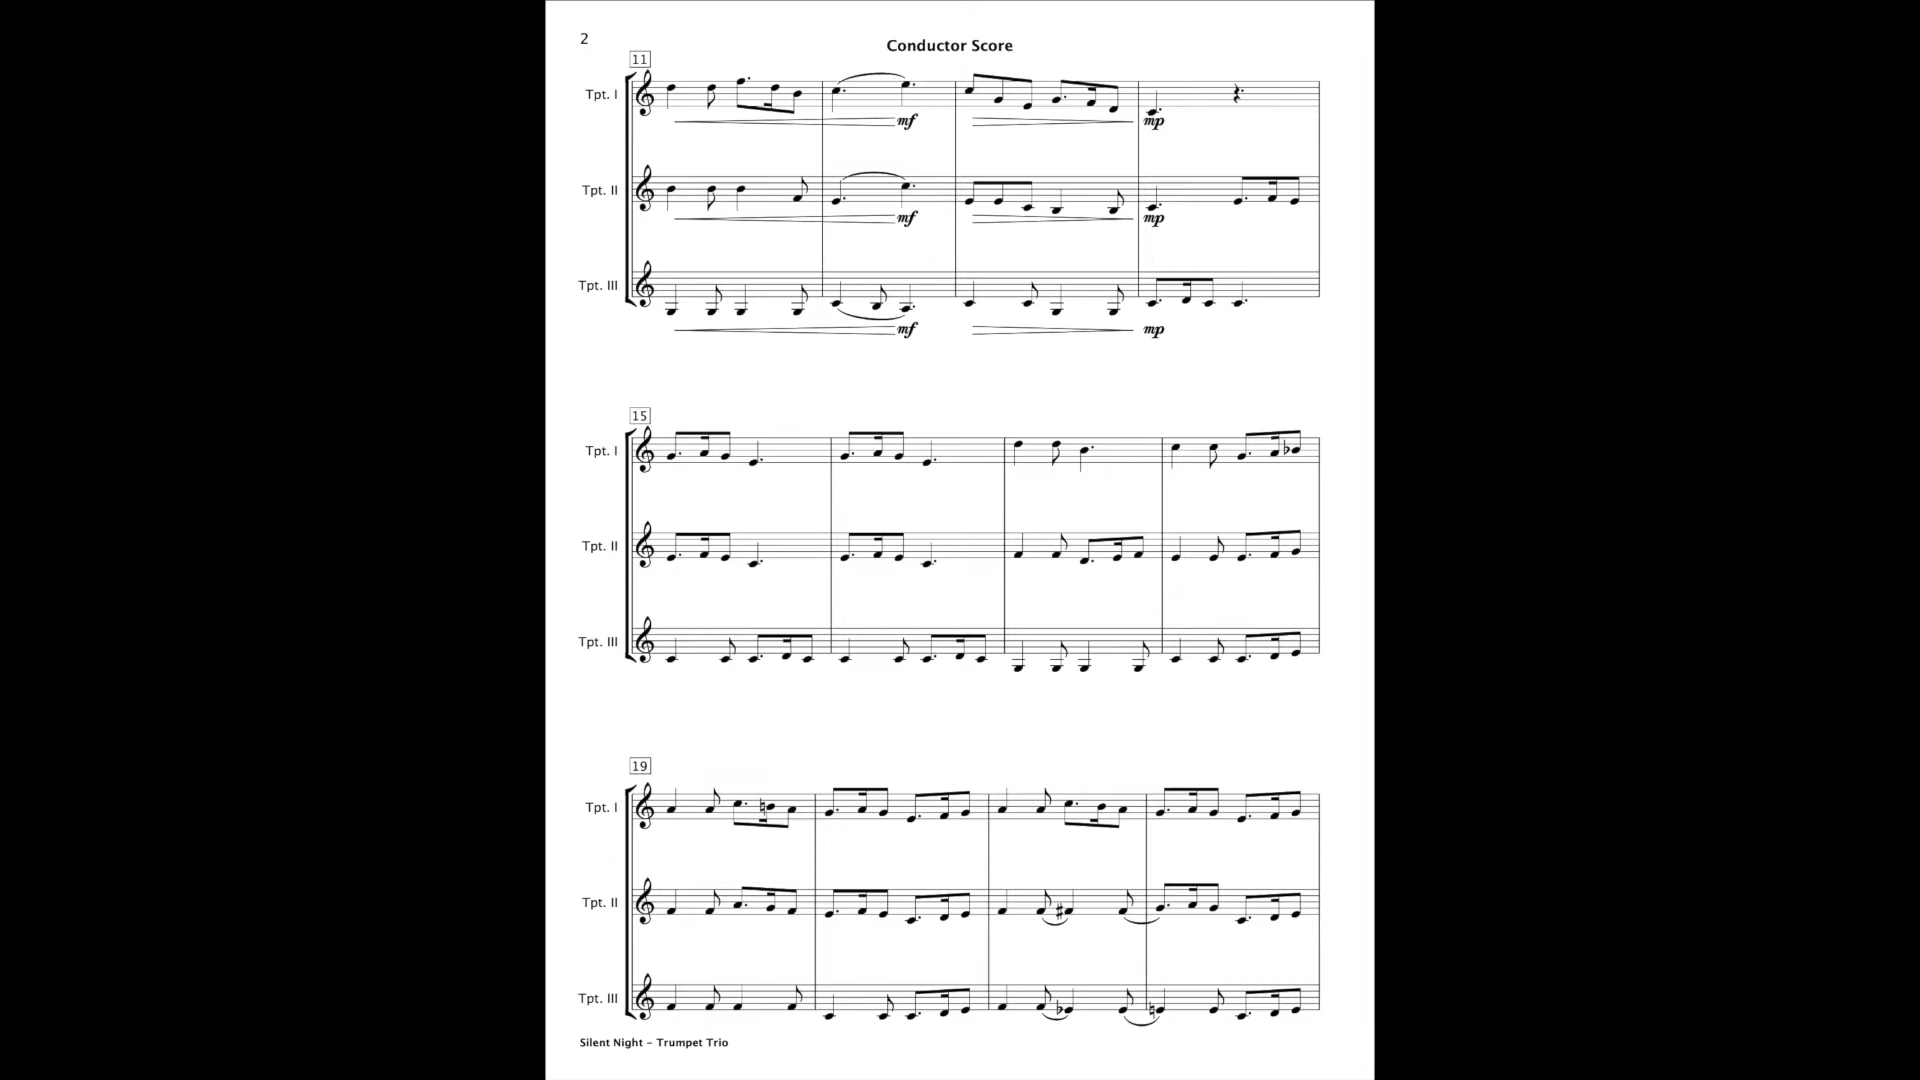 2
Conductor Score
11
Tpt. I
mf
mp
Tpt. II
mf
mp
Tpt. III
mf
mp
15
Tpt. I
Tpt. II
Tpt. III
19
Tpt. I
Tpt. II
Tpt. III
Silent Night – Trumpet Trio